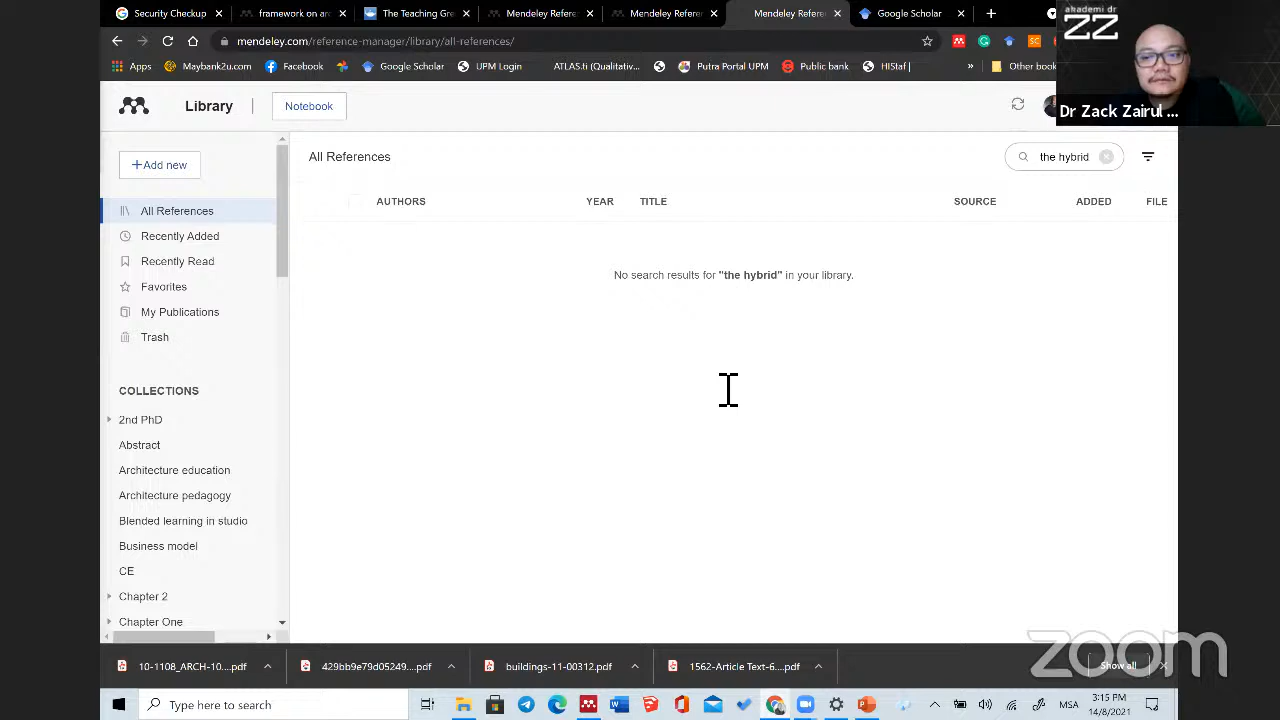 Security Checkup
framework on arc
The Teaching Gre
Mendeley Refere
Mendeley Refere
Mendeley Refere
Google Scholar
mendeley.com/reference-manager/library/all-references/
Apps
Maybank2u.com
Facebook
Google Scholar
UPM Login
ATLAS.ti (Qualitativ...
Putra Portal UPM
Public bank
HIStaf |
»
Other book
akademi dr
ZZ
Dr Zack Zairul ...
Library
Notebook
+Add new
All References
the hybrid
AUTHORS
YEAR
TITLE
SOURCE
ADDED
FILE
No search results for "the hybrid" in your library.
All References
Recently Added
Recently Read
Favorites
My Publications
Trash
COLLECTIONS
2nd PhD
Abstract
Architecture education
Architecture pedagogy
Blended learning in studio
Business model
CE
Chapter 2
Chapter One
10-1108_ARCH-10....pdf
429bb9e79d05249....pdf
buildings-11-00312.pdf
1562-Article Text-6....pdf
Show all
zoom
Type here to search
MSA
3:15 PM
14/8/2021